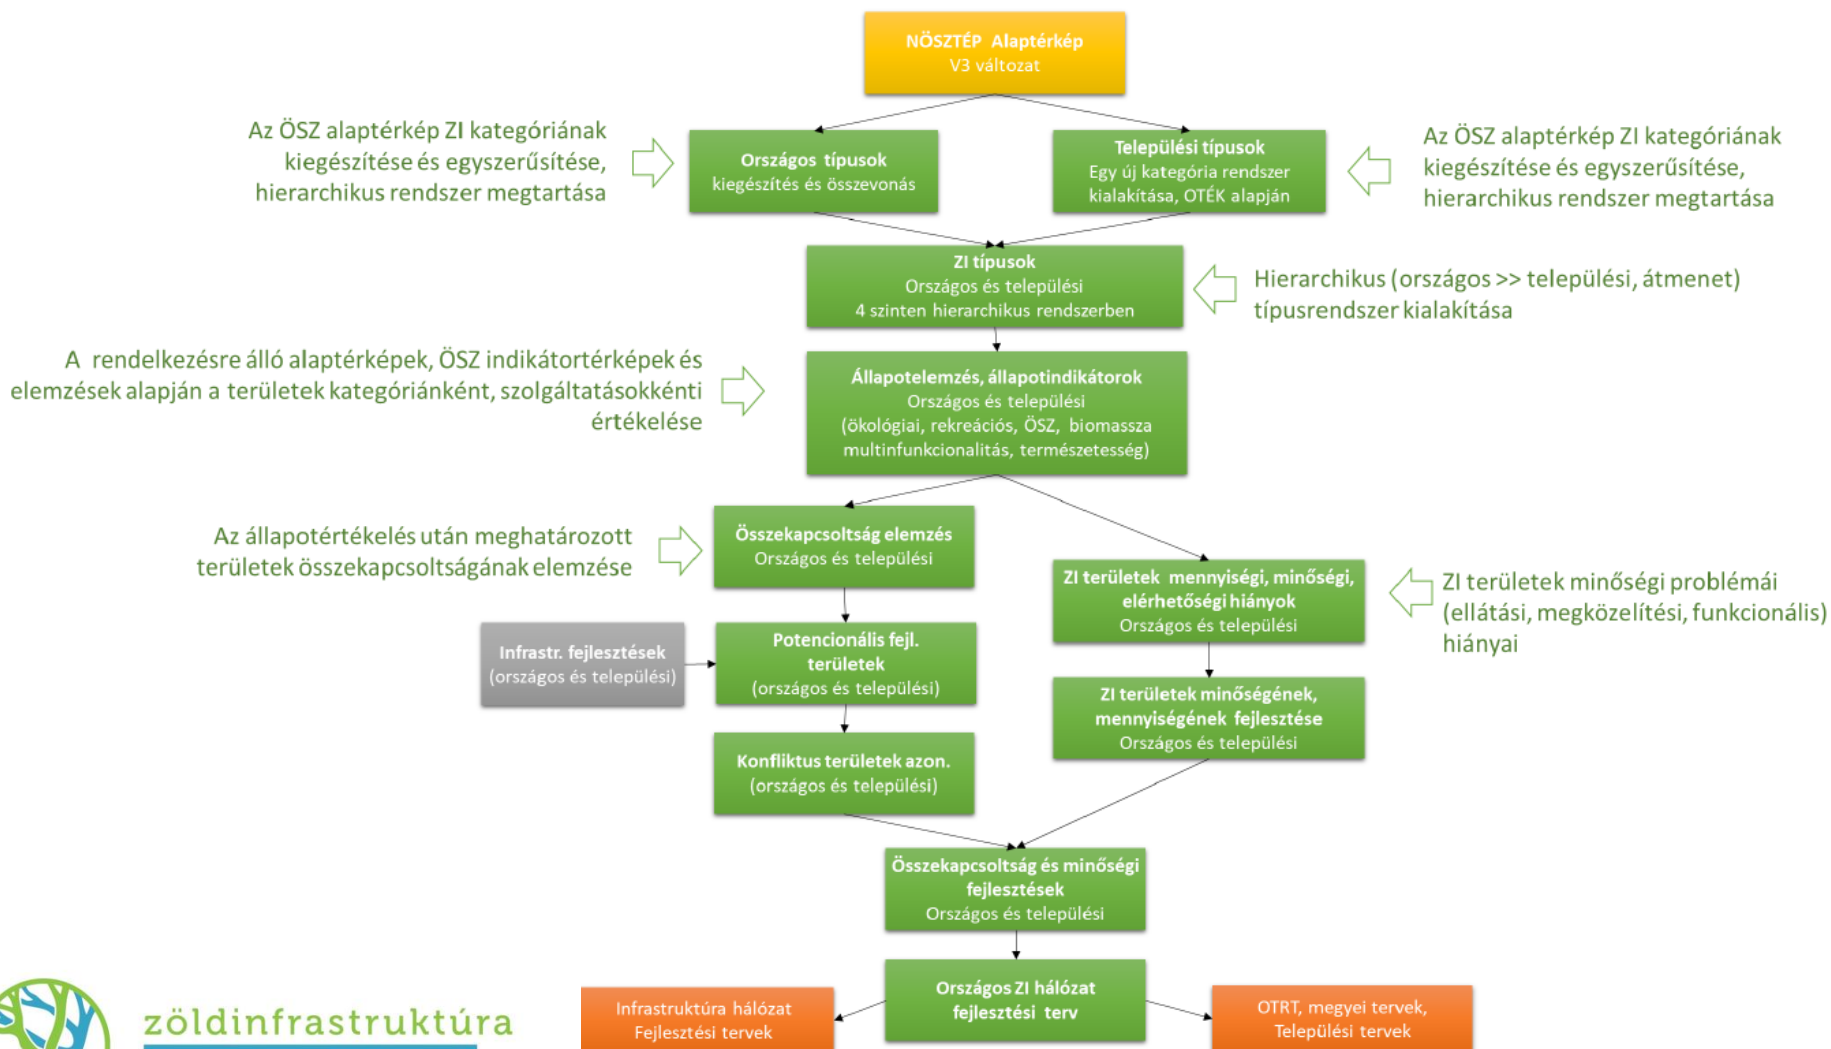 NÖSZTÉP Alaptérkép
V3 változat
Az ÖSZ alaptérkép ZI kategóriának
kiegészítése és egyszerűsítése,
hierarchikus rendszer megtartása
Országos típusok
kiegészítés és összevonás
Települési típusok
Egy új kategória rendszer
kialakítása, OTÉK alapján
Az ÖSZ alaptérkép ZI kategóriának
kiegészítése és egyszerűsítése,
hierarchikus rendszer megtartása
ZI típusok
Országos és települési
4 szinten hierarchikus rendszerben
Hierarchikus (országos >> települési, átmenet)
típusrendszer kialakítása
A rendelkezésre álló alaptérképek, ÖSZ indikátortérképek és
elemzések alapján a területek kategóriánként, szolgáltatásokkénti
értékelése
Állapotelemzés, állapotindikátorok
Országos és települési
(ökológiai, rekreációs, ÖSZ, biomassza
multinfunkcionalitás, természetesség)
Az állapotértékelés után meghatározott
területek összekapcsoltságának elemzése
Összekapcsoltság elemzés
Országos és települési
ZI területek mennyiségi, minőségi,
elérhetőségi hiányok
Országos és települési
ZI területek minőségi problémái
(ellátási, megközelítési, funkcionális)
hiányai
Infrastr. fejlesztések
(országos és települési)
Potencionális fejl.
területek
(országos és települési)
ZI területek minőségének,
mennyiségének fejlesztése
Országos és települési
Konfliktus területek azon.
(országos és települési)
Összekapcsoltság és minőségi
fejlesztések
Országos és települési
Országos ZI hálózat
fejlesztési terv
Infrastruktúra hálózat
Fejlesztési tervek
OTRT, megyei tervek,
Települési tervek
zöldinfrastruktúra